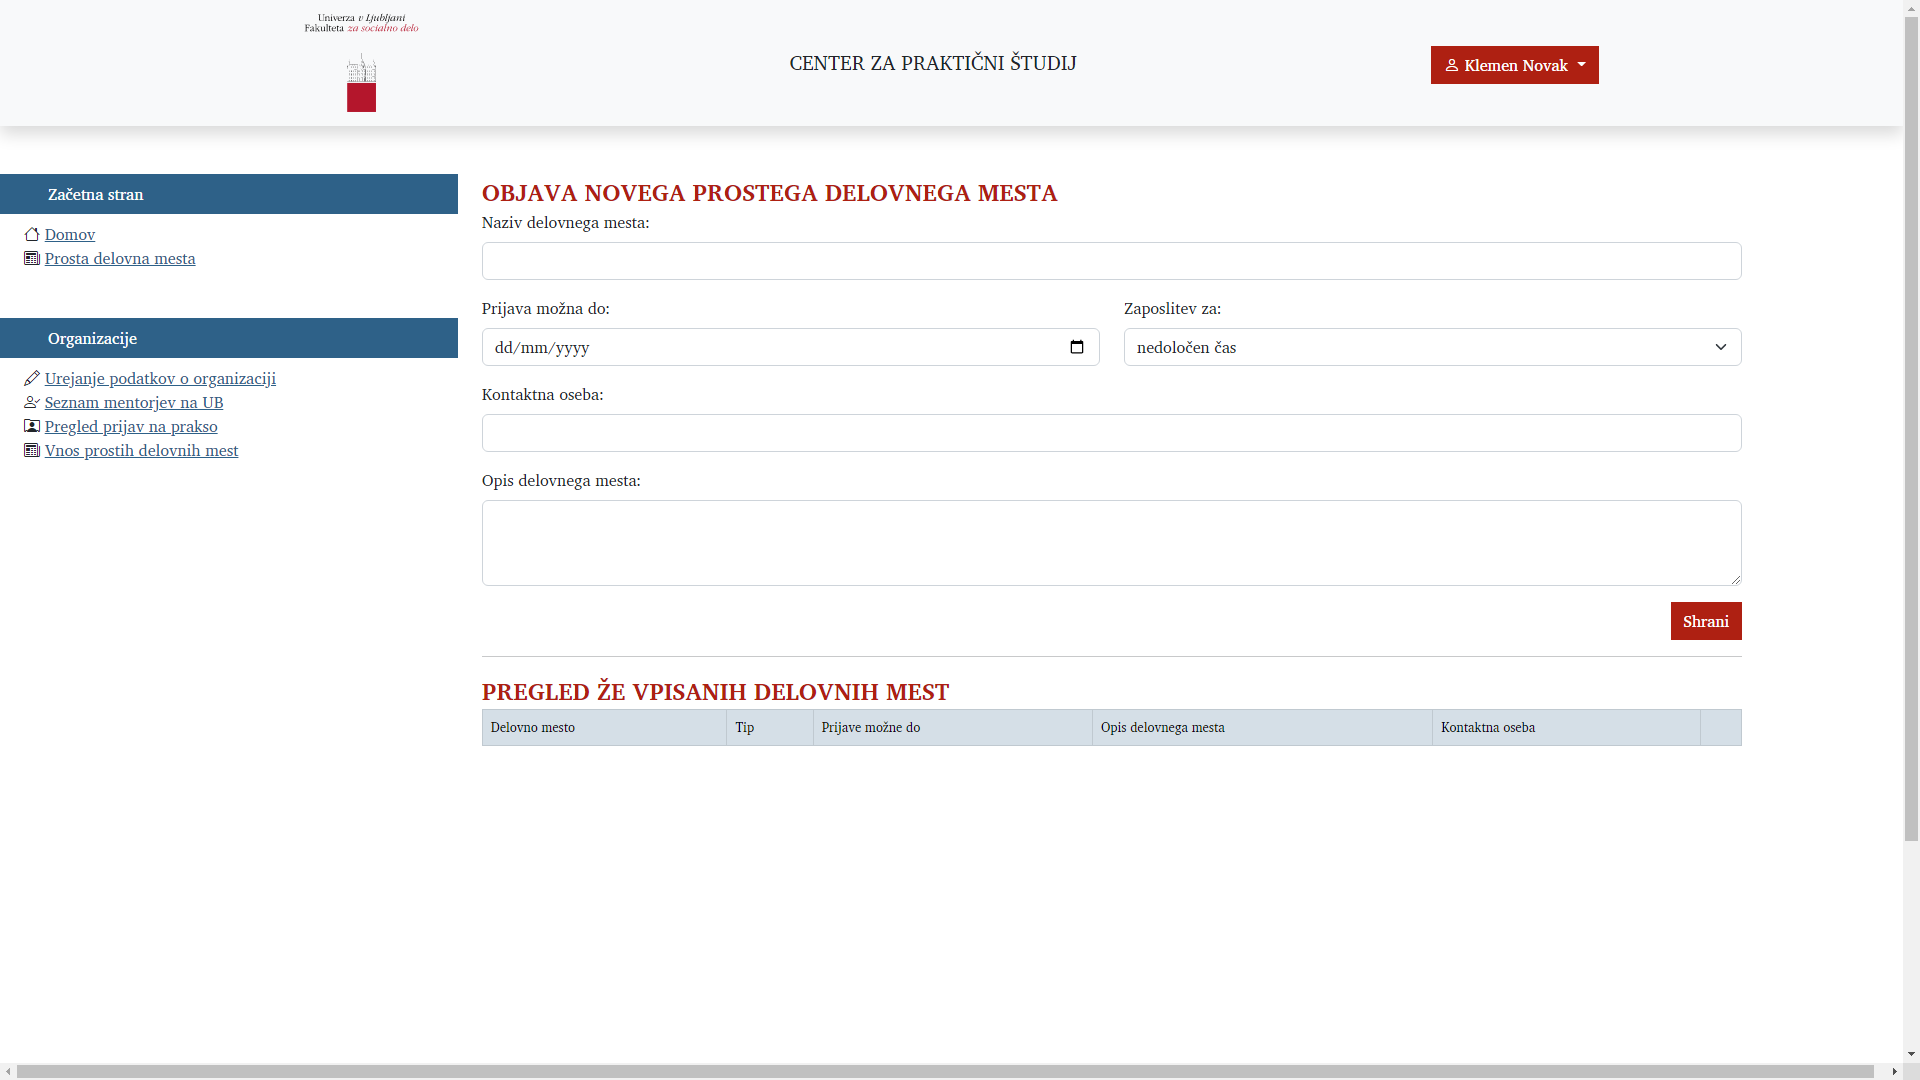 Univerza v Ljubljani
Fakulteta za socialno delo
CENTER ZA PRAKTIČNI ŠTUDIJ
Klemen Novak
Začetna stran
Domov
Prosta delovna mesta
Organizacije
Urejanje podatkov o organizaciji
Seznam mentorjev na UB
Pregled prijav na prakso
Vnos prostih delovnih mest
OBJAVA NOVEGA PROSTEGA DELOVNEGA MESTA
Naziv delovnega mesta:
Prijava možna do:
Zaposlitev za:
dd/mm/yyyy
nedoločen čas
Kontaktna oseba:
Opis delovnega mesta:
Shrani
PREGLED ŽE VPISANIH DELOVNIH MEST
Delovno mesto
Tip
Prijave možne do
Opis delovnega mesta
Kontaktna oseba